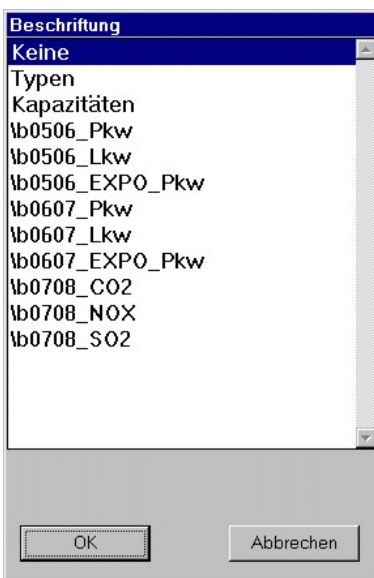 Beschriftung
Keine
Typen
Kapazitäten
\b0506_Pkw
\b0506_Lkw
\b0506_EXPO_Pkw
\b0607_Pkw
\b0607_Lkw
\b0607_EXPO_Pkw
\b0708_CO2
\b0708_NOX
\b0708_SO2
OK Abbrechen